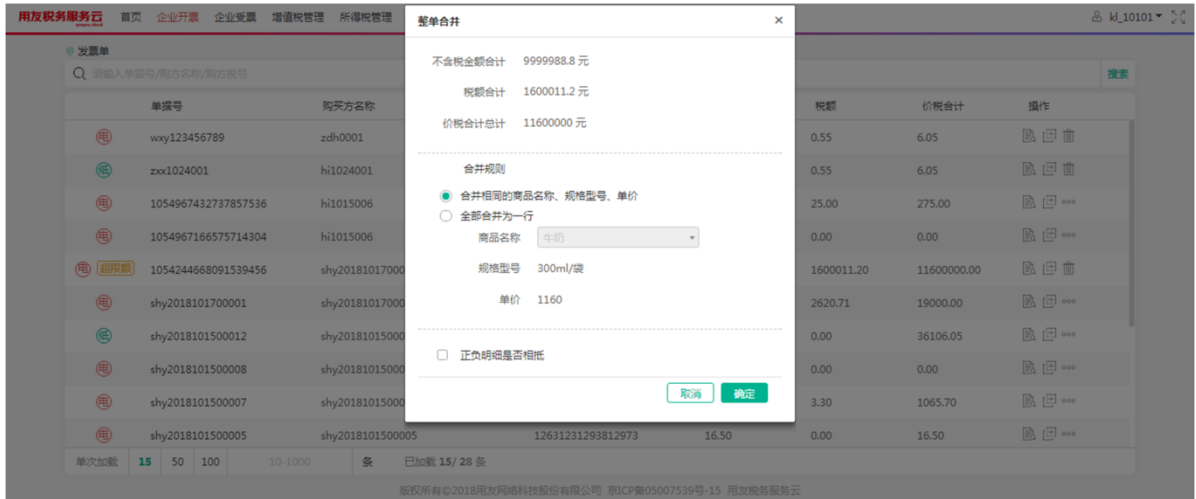 用友税务服务云 首页 企业开票 企业受票 增值税管理 所得税管理 kl_10101
整单合并 ×
发票单
请输入单据号/购方名称/购方税号 搜索
不含税金额合计 9999988.8 元
税额合计 1600011.2 元
价税合计总计 11600000 元
合并规则
合并相同的商品名称、规格型号、单价
全部合并为一行
商品名称 牛奶
规格型号 300ml/袋
单价 1160
正负明细是否相抵
取消 确定
单据号 购买方名称 税额 价税合计 操作
电 wxy123456789 zdh0001 0.55 6.05
纸 zxx1024001 hi1024001 0.55 6.05
电 1054967432737857536 hi1015006 25.00 275.00
电 1054967166575714304 hi1015006 0.00 0.00
电 超限额 1054244668091539456 shy20181017000 1600011.20 11600000.00
电 shy2018101700001 shy20181017000 2620.71 19000.00
纸 shy2018101500012 shy20181015000 0.00 36106.05
电 shy2018101500008 shy20181015000 0.00 0.00
电 shy2018101500007 shy20181015000 3.30 1065.70
电 shy2018101500005 shy2018101500005 12631231293812973 16.50 0.00 16.50
单次加载 15 50 100 10-1000 条 已加载 15/ 28 条
版权所有©2018用友网络科技股份有限公司 京ICP备05007539号-15 用友税务服务云